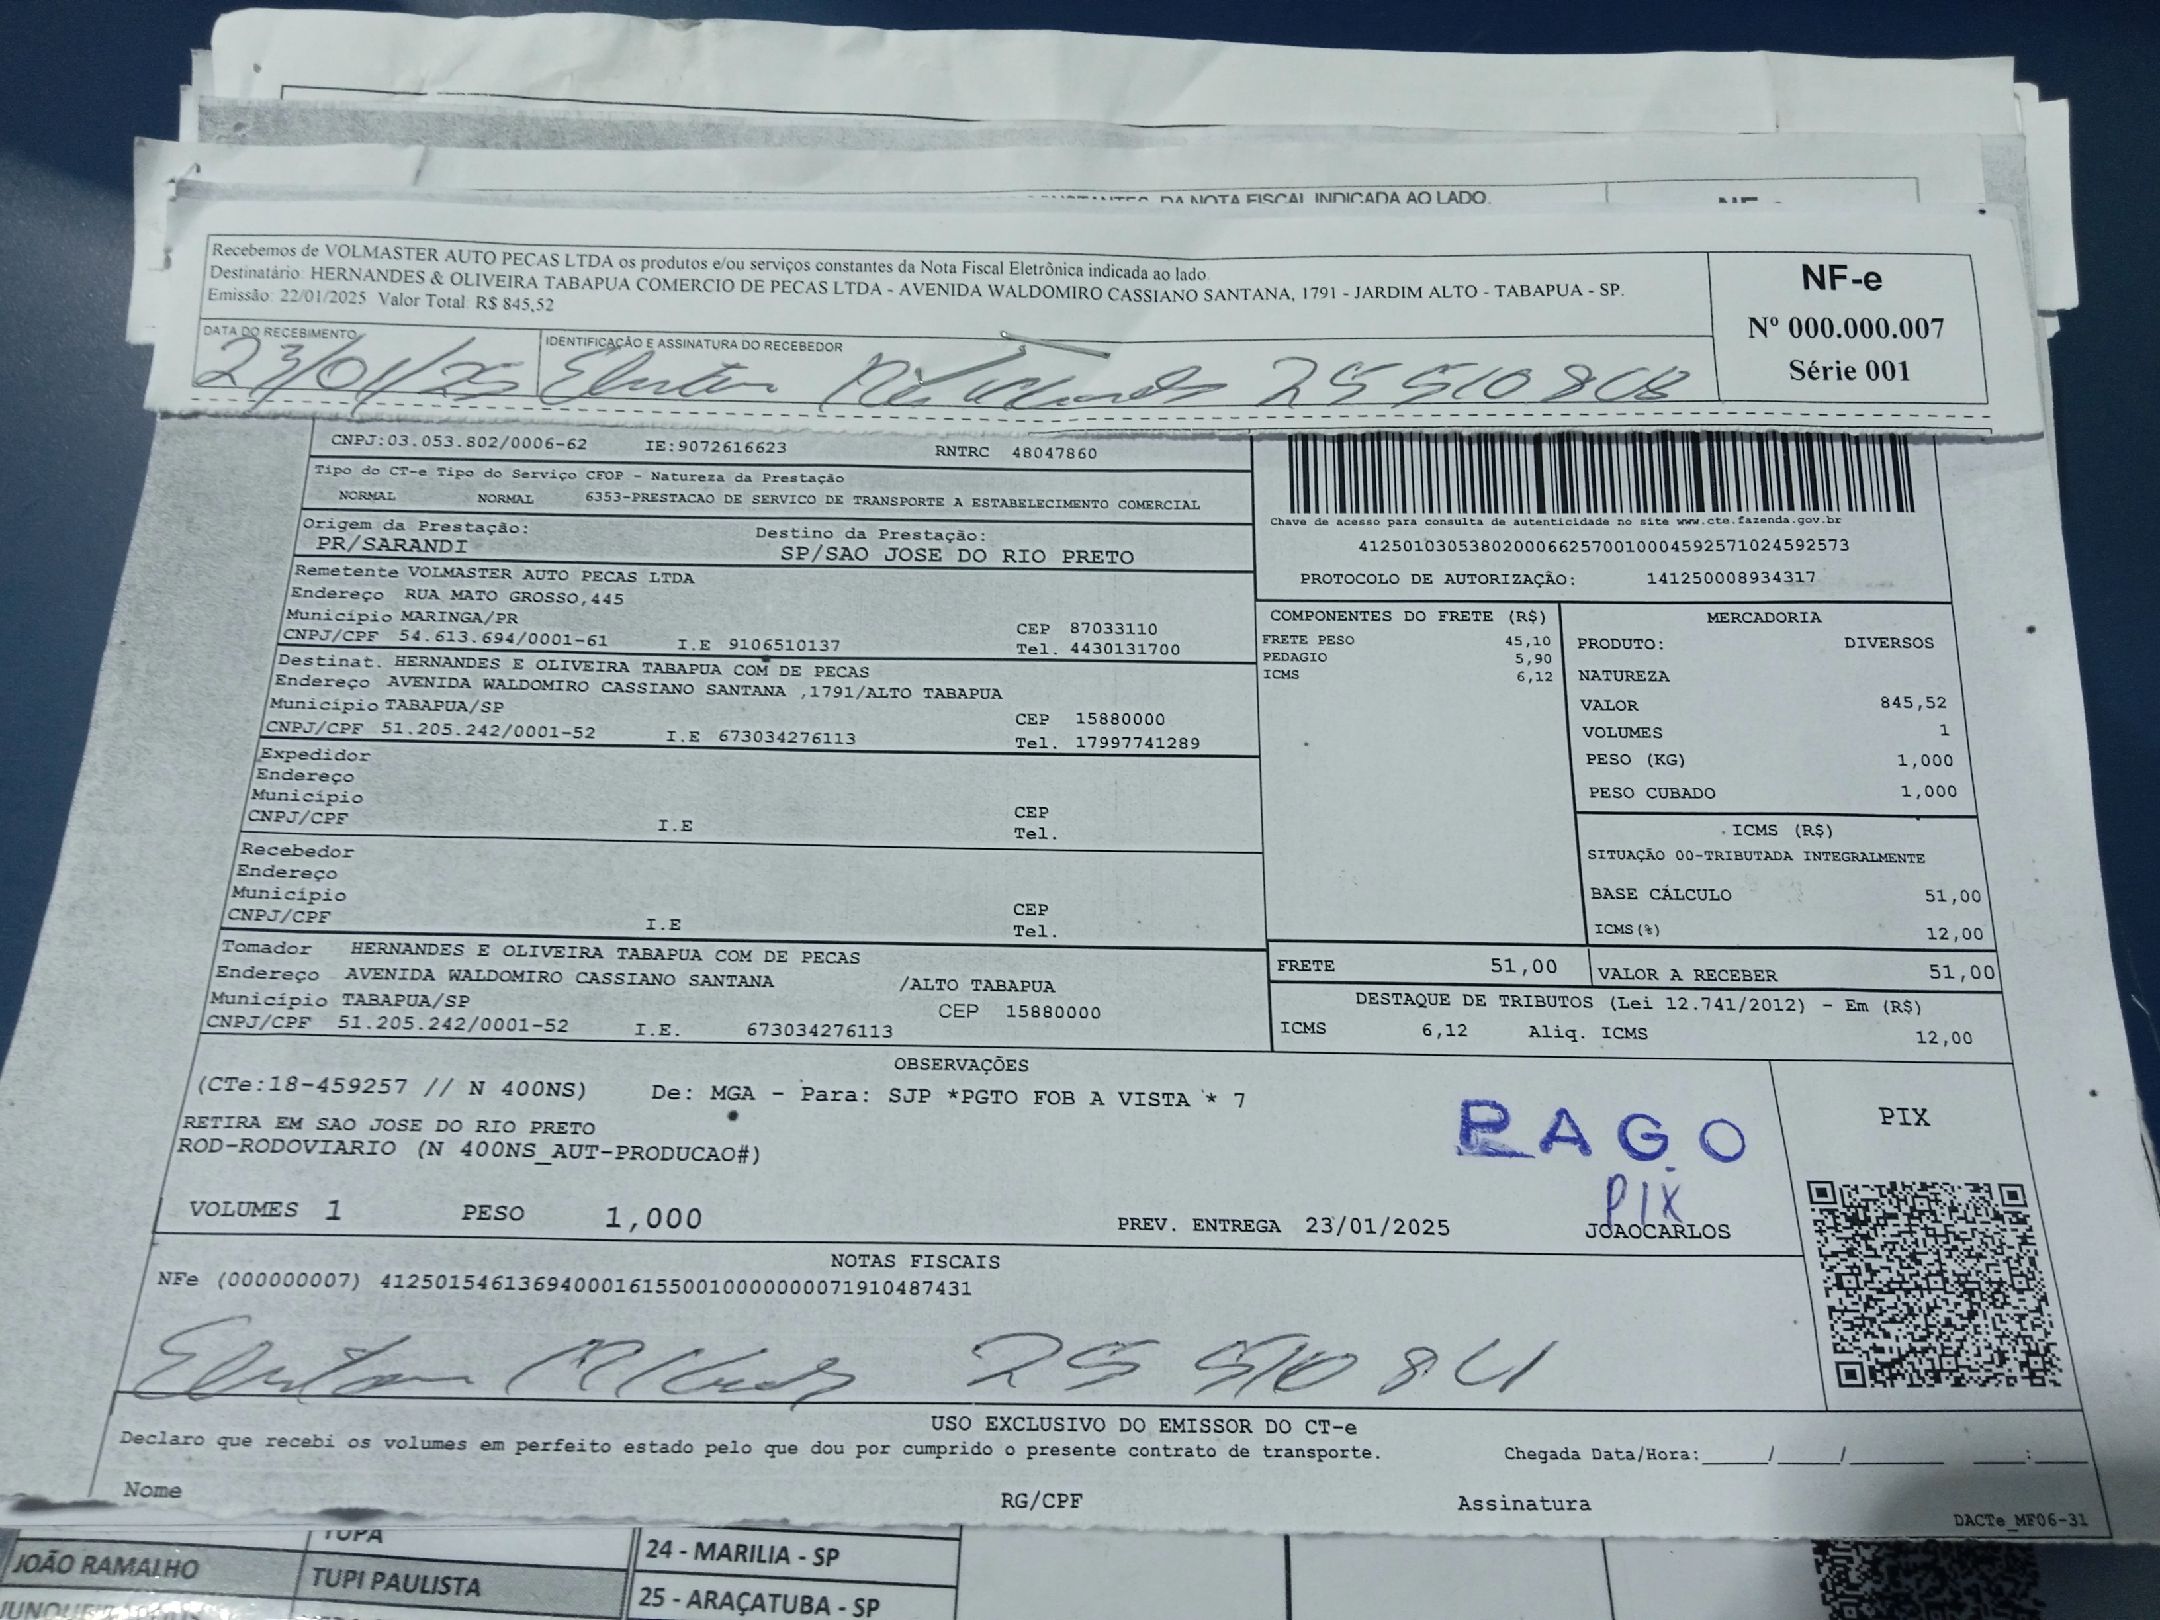 DA NOTA FISCAL INDICADA AO LADO.
Recebemos de VOLMASTER AUTO PECAS LTDA os produtos e/ou serviços constantes da Nota Fiscal Eletrônica indicada ao lado
Destinatário: HERNANDES & OLIVEIRA TABAPUA COMERCIO DE PECAS LTDA - AVENIDA WALDOMIRO CASSIANO SANTANA, 1791 - JARDIM ALTO - TABAPUA - SP.
Emissão: 22/01/2025 Valor Total: R$ 845,52
NF-e
Nº 000.000.007
Série 001
DATA DO RECEBIMENTO
IDENTIFICAÇÃO E ASSINATURA DO RECEBEDOR
23/01/25
CNPJ:03.053.802/0006-62 IE:9072616623 RNTRC 48047860
Tipo do CT-e Tipo do Serviço CFOP - Natureza da Prestação
NORMAL NORMAL 6353-PRESTACAO DE SERVICO DE TRANSPORTE A ESTABELECIMENTO COMERCIAL
Origem da Prestação: Destino da Prestação:
PR/SARANDI SP/SAO JOSE DO RIO PRETO
Chave de acesso para consulta de autenticidade no site www.cte.fazenda.gov.br
41250103053802000662570010004592571024592573
PROTOCOLO DE AUTORIZAÇÃO: 141250008934317
Remetente VOLMASTER AUTO PECAS LTDA
Endereço RUA MATO GROSSO,445
Município MARINGA/PR CEP 87033110
CNPJ/CPF 54.613.694/0001-61 I.E 9106510137 Tel. 4430131700
Destinat. HERNANDES E OLIVEIRA TABAPUA COM DE PECAS
Endereço AVENIDA WALDOMIRO CASSIANO SANTANA ,1791/ALTO TABAPUA
Município TABAPUA/SP CEP 15880000
CNPJ/CPF 51.205.242/0001-52 I.E 673034276113 Tel. 17997741289
Expedidor
Endereço
Município CEP
CNPJ/CPF I.E Tel.
Recebedor
Endereço
Município CEP
CNPJ/CPF I.E Tel.
Tomador HERNANDES E OLIVEIRA TABAPUA COM DE PECAS
Endereço AVENIDA WALDOMIRO CASSIANO SANTANA /ALTO TABAPUA
Município TABAPUA/SP CEP 15880000
CNPJ/CPF 51.205.242/0001-52 I.E. 673034276113
COMPONENTES DO FRETE (R$)
FRETE PESO 45,10
PEDAGIO 5,90
ICMS 6,12
MERCADORIA
PRODUTO: DIVERSOS
NATUREZA
VALOR 845,52
VOLUMES 1
PESO (KG) 1,000
PESO CUBADO 1,000
ICMS (R$)
SITUAÇÃO 00-TRIBUTADA INTEGRALMENTE
BASE CÁLCULO 51,00
ICMS(%) 12,00
FRETE 51,00 VALOR A RECEBER 51,00
DESTAQUE DE TRIBUTOS (Lei 12.741/2012) - Em (R$)
ICMS 6,12 Aliq. ICMS 12,00
OBSERVAÇÕES
(CTe:18-459257 // N 400NS) De: MGA - Para: SJP *PGTO FOB A VISTA * 7
RETIRA EM SAO JOSE DO RIO PRETO
ROD-RODOVIARIO (N 400NS_AUT-PRODUCAO#)
PAGO
PIX
PIX
VOLUMES 1 PESO 1,000 PREV. ENTREGA 23/01/2025 JOAOCARLOS
NOTAS FISCAIS
NFe (000000007) 41250154613694000161550010000000071910487431
USO EXCLUSIVO DO EMISSOR DO CT-e
Declaro que recebi os volumes em perfeito estado pelo que dou por cumprido o presente contrato de transporte. Chegada Data/Hora:_____/_____/_______ ____:____
Nome RG/CPF Assinatura
DACTe_MF06-31
TUPA
24 - MARILIA - SP
JOÃO RAMALHO
TUPI PAULISTA
25 - ARAÇATUBA - SP